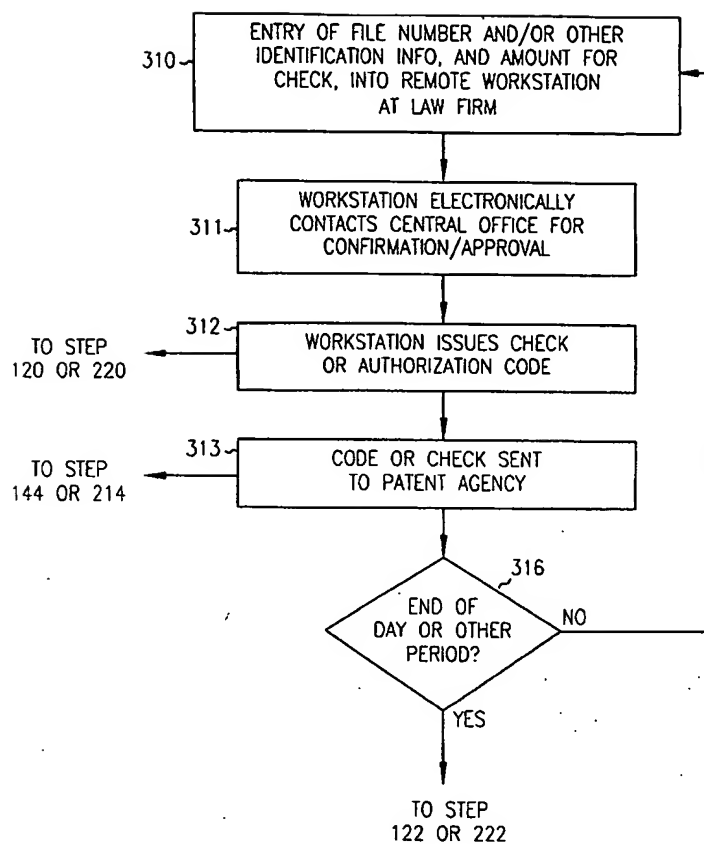 310
ENTRY OF FILE NUMBER AND/OR OTHER
IDENTIFICATION INFO, AND AMOUNT FOR
CHECK, INTO REMOTE WORKSTATION
AT LAW FIRM
311
WORKSTATION ELECTRONICALLY
CONTACTS CENTRAL OFFICE FOR
CONFIRMATION/APPROVAL
312
WORKSTATION ISSUES CHECK
OR AUTHORIZATION CODE
TO STEP
120 OR 220
313
CODE OR CHECK SENT
TO PATENT AGENCY
TO STEP
144 OR 214
316
END OF
DAY OR OTHER
PERIOD?
NO
YES
TO STEP
122 OR 222